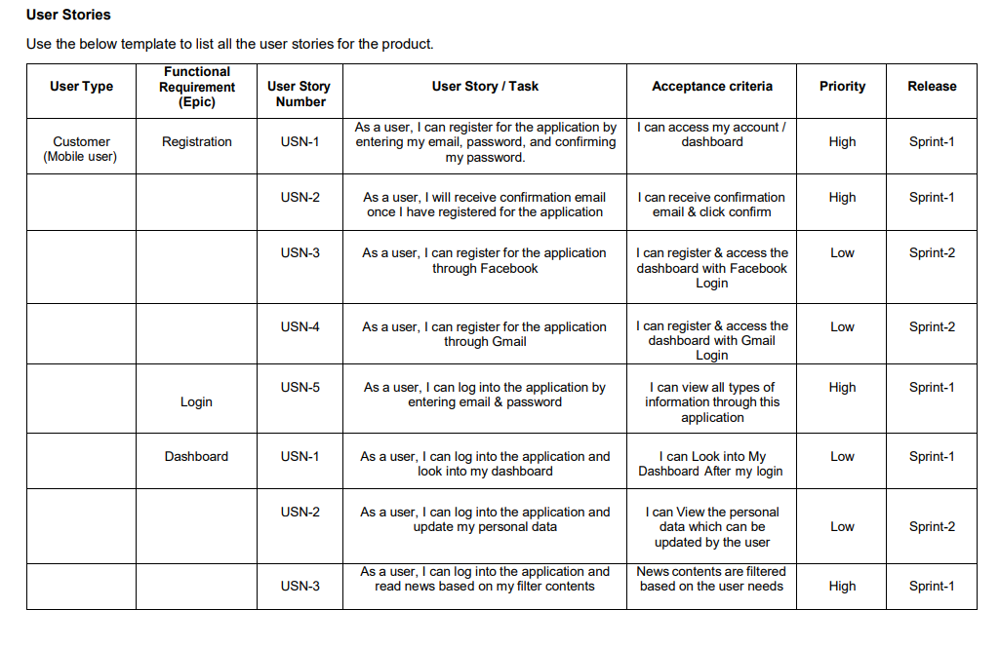 User Stories
Use the below template to list all the user stories for the product.
User Type
Functional
Requirement
(Epic)
User Story
Number
User Story / Task
Acceptance criteria
Priority
Release
Customer
(Mobile user)
Registration
USN-1
As a user, I can register for the application by
entering my email, password, and confirming
my password.
I can access my account /
dashboard
High
Sprint-1
USN-2
As a user, I will receive confirmation email
once I have registered for the application
I can receive confirmation
email & click confirm
High
Sprint-1
USN-3
As a user, I can register for the application
through Facebook
I can register & access the
dashboard with Facebook
Login
Low
Sprint-2
USN-4
As a user, I can register for the application
through Gmail
I can register & access the
dashboard with Gmail
Login
Low
Sprint-2
Login
USN-5
As a user, I can log into the application by
entering email & password
I can view all types of
information through this
application
High
Sprint-1
Dashboard
USN-1
As a user, I can log into the application and
look into my dashboard
I can Look into My
Dashboard After my login
Low
Sprint-1
USN-2
As a user, I can log into the application and
update my personal data
I can View the personal
data which can be
updated by the user
Low
Sprint-2
USN-3
As a user, I can log into the application and
read news based on my filter contents
News contents are filtered
based on the user needs
High
Sprint-1